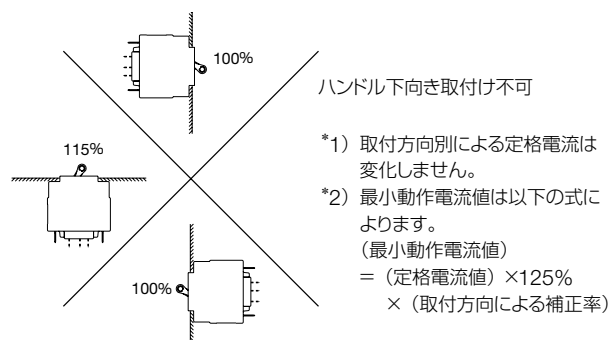 100%
115%
100%
ハンドル下向き取付け不可
*1) 取付方向別による定格電流は
変化しません。
*2) 最小動作電流値は以下の式に
よります。
(最小動作電流値)
= (定格電流値) ×125%
× (取付方向による補正率)